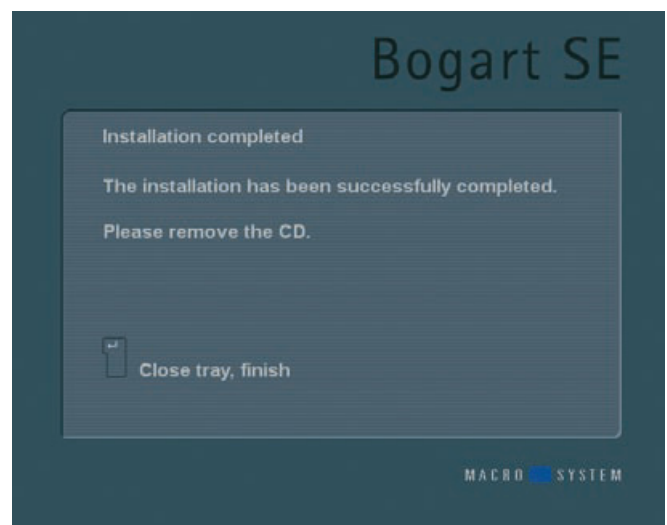 Bogart SE
Installation completed
The installation has been successfully completed.
Please remove the CD.
Close tray, finish
MACRO SYSTEM